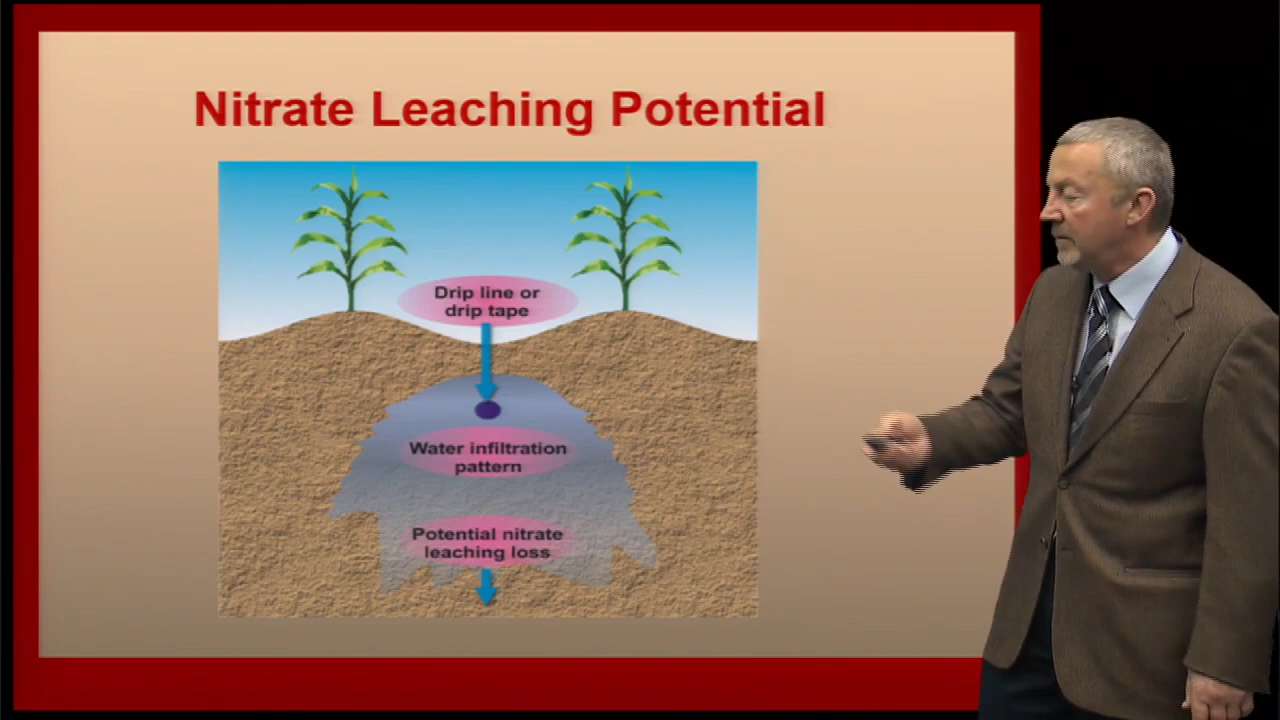 Nitrate Leaching Potential
Drip line or
drip tape
Water infiltration
pattern
Potential nitrate
leaching loss